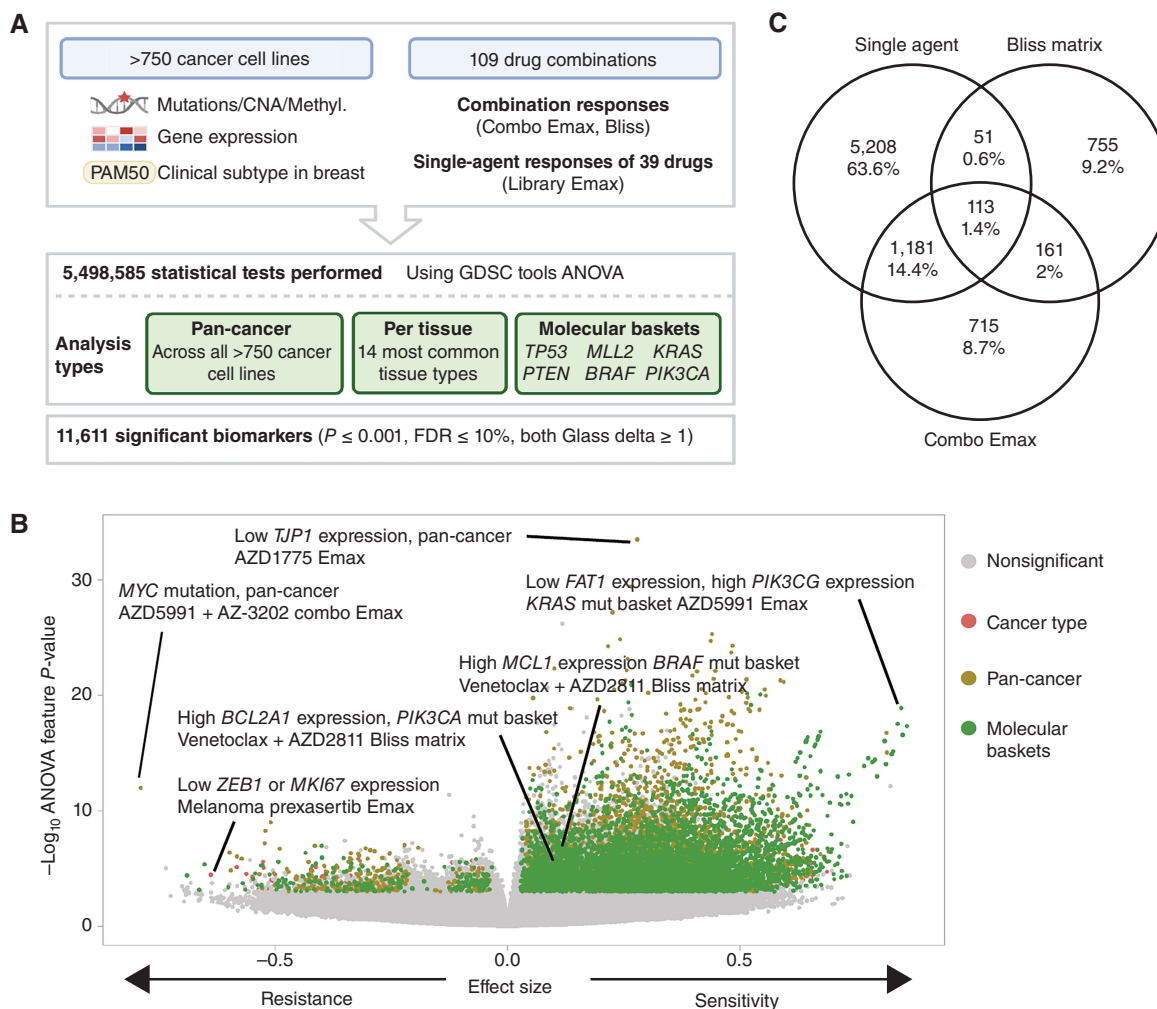 A
>750 cancer cell lines
109 drug combinations
Mutations/CNA/Methyl.
Gene expression
PAM50 Clinical subtype in breast
Combination responses
(Combo Emax, Bliss)
Single-agent responses of 39 drugs
(Library Emax)
5,498,585 statistical tests performed Using GDSC tools ANOVA
Analysis
types
Pan-cancer
Across all >750 cancer
cell lines
Per tissue
14 most common
tissue types
Molecular baskets
TP53 MLL2 KRAS
PTEN BRAF PIK3CA
11,611 significant biomarkers (P ≤ 0.001, FDR ≤ 10%, both Glass delta ≥ 1)
C
Single agent
Bliss matrix
5,208
63.6%
51
0.6%
755
9.2%
113
1.4%
1,181
14.4%
161
2%
715
8.7%
Combo Emax
B
−Log10 ANOVA feature P-value
30
20
10
0
Low TJP1 expression, pan-cancer
AZD1775 Emax
MYC mutation, pan-cancer
AZD5991 + AZ-3202 combo Emax
Low FAT1 expression, high PIK3CG expression
KRAS mut basket AZD5991 Emax
High MCL1 expression BRAF mut basket
Venetoclax + AZD2811 Bliss matrix
High BCL2A1 expression, PIK3CA mut basket
Venetoclax + AZD2811 Bliss matrix
Low ZEB1 or MKI67 expression
Melanoma prexasertib Emax
Nonsignificant
Cancer type
Pan-cancer
Molecular
baskets
−0.5
0.0
0.5
Resistance
Effect size
Sensitivity